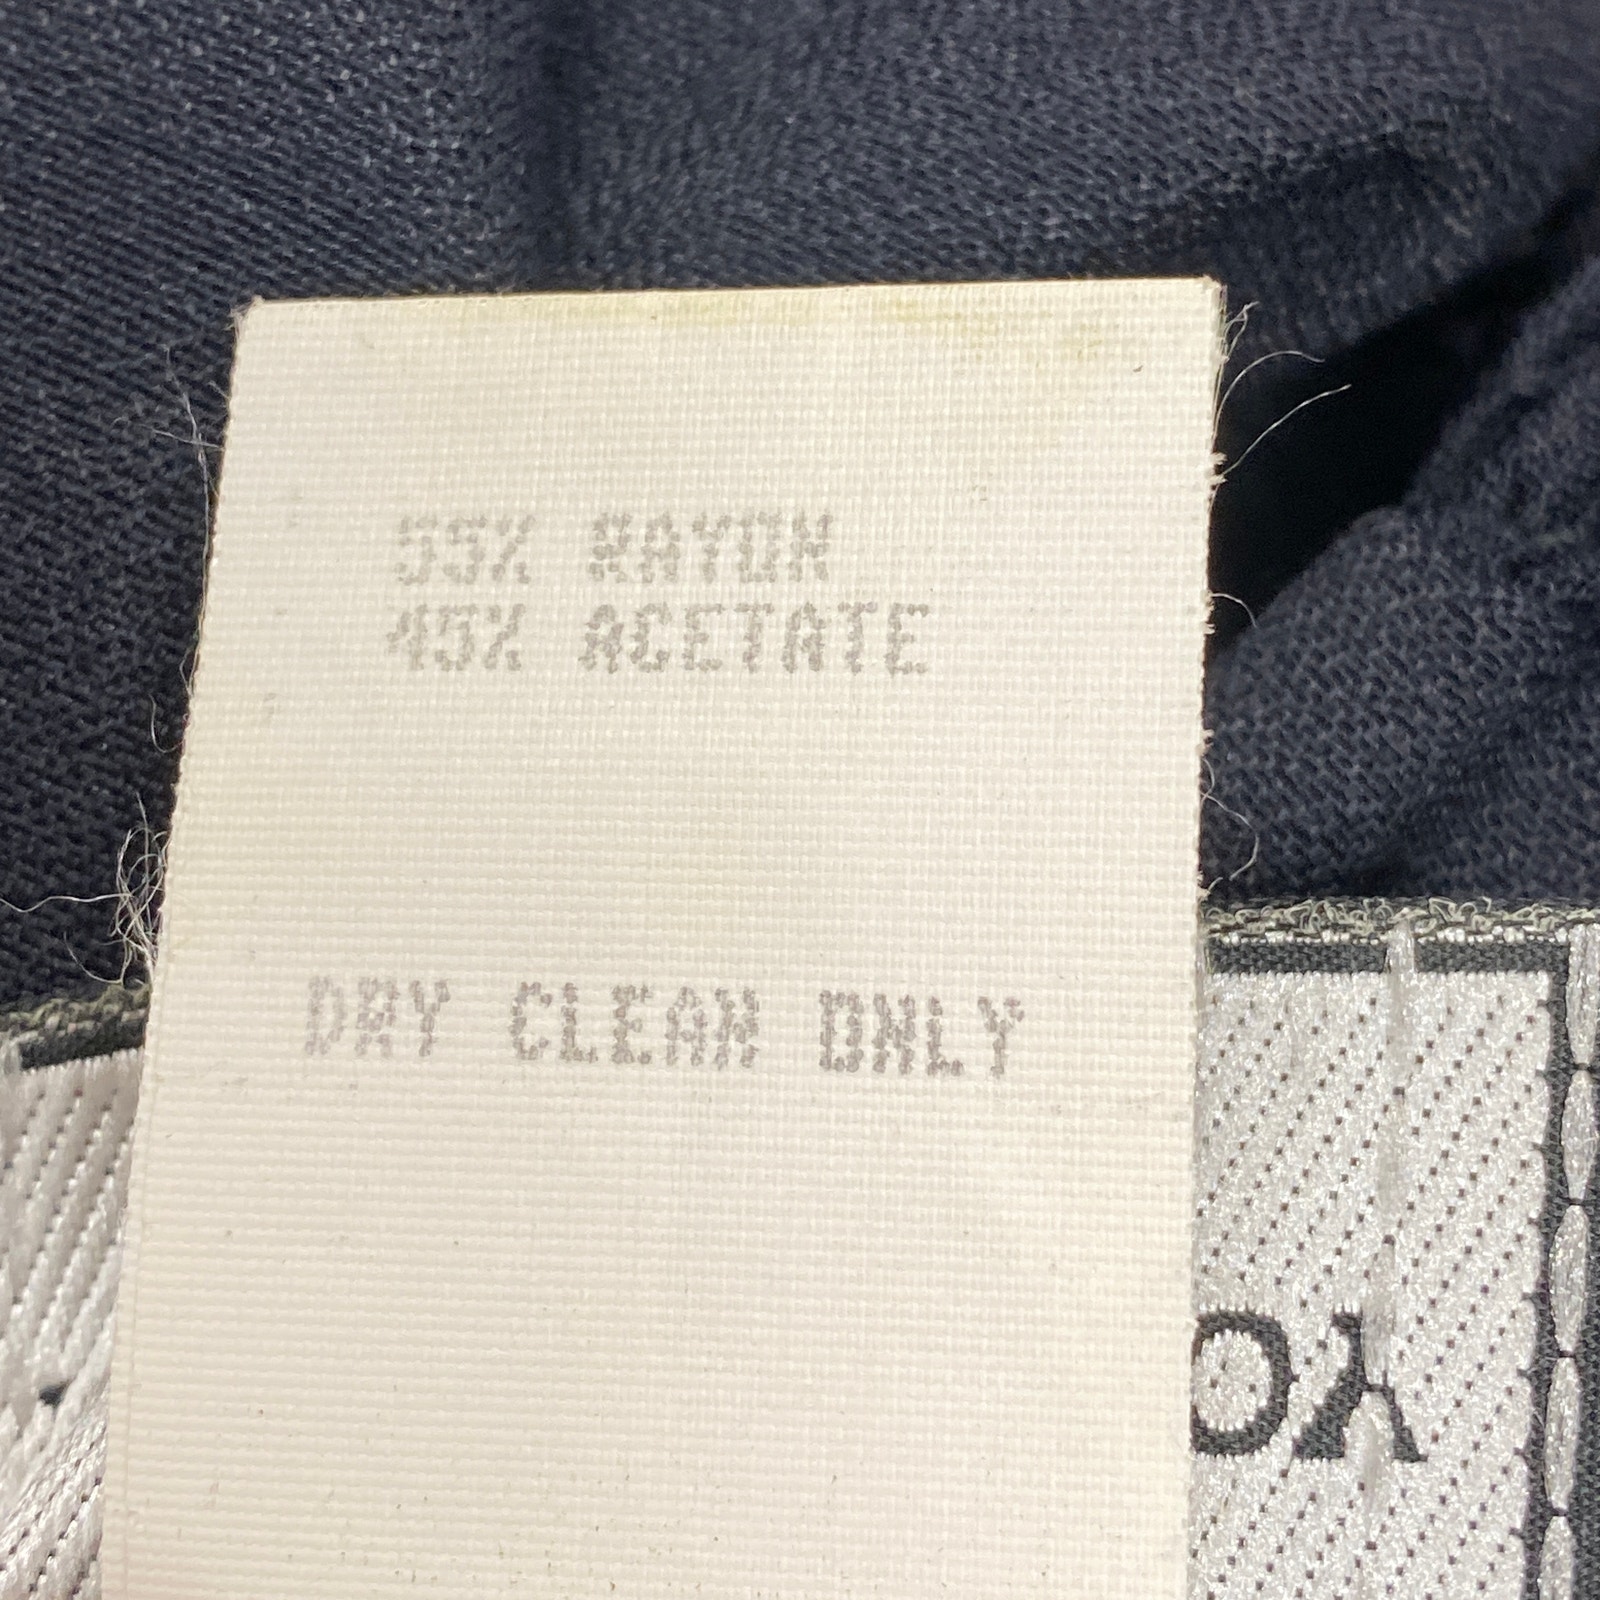 55% RAYON
45% ACETATE
DRY CLEAN ONLY